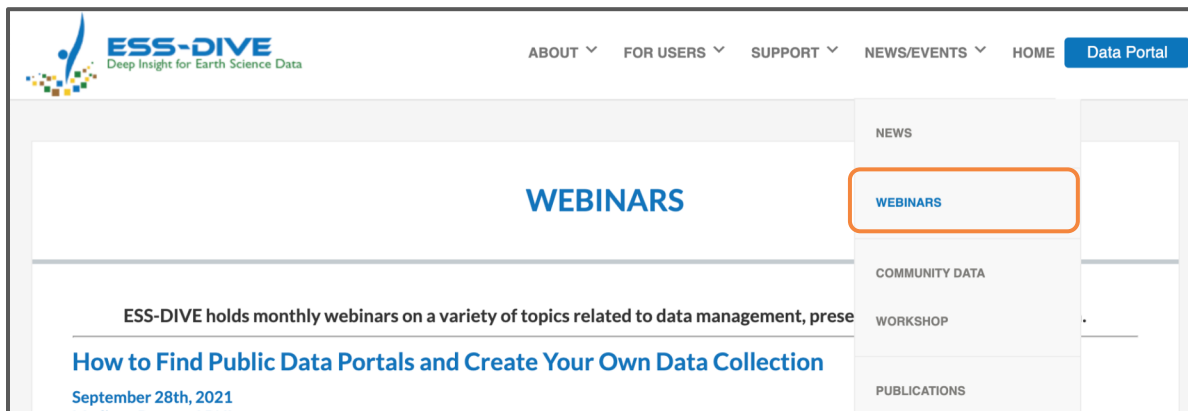 ESS-DIVE
Deep Insight for Earth Science Data
ABOUT FOR USERS SUPPORT NEWS/EVENTS HOME Data Portal
NEWS
WEBINARS
WEBINARS
COMMUNITY DATA
WORKSHOP
PUBLICATIONS
ESS-DIVE holds monthly webinars on a variety of topics related to data management, prese
How to Find Public Data Portals and Create Your Own Data Collection
September 28th, 2021